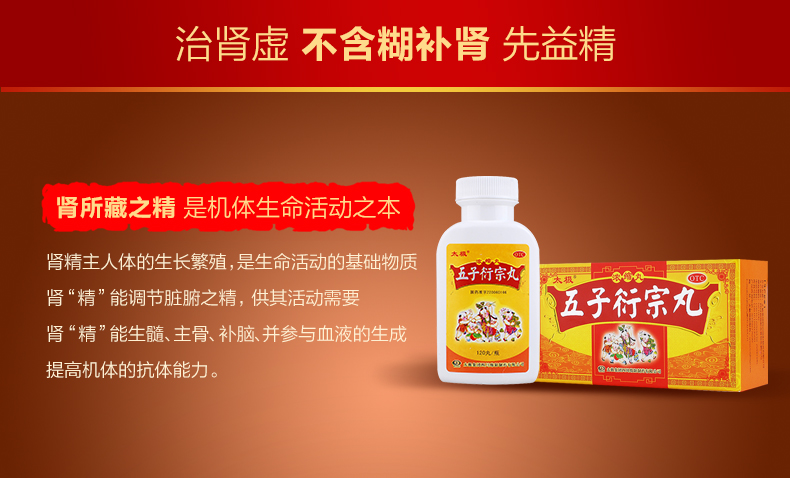 治肾虚 不含糊补肾 先益精
肾所藏之精 是机体生命活动之本
肾精主人体的生长繁殖,是生命活动的基础物质
肾“精”能调节脏腑之精，供其活动需要
肾“精”能生髓、主骨、补脑、并参与血液的生成
提高机体的抗体能力。
太极
OTC
五子衍宗丸
120丸/瓶
太极
浓缩丸
OTC
五子衍宗丸